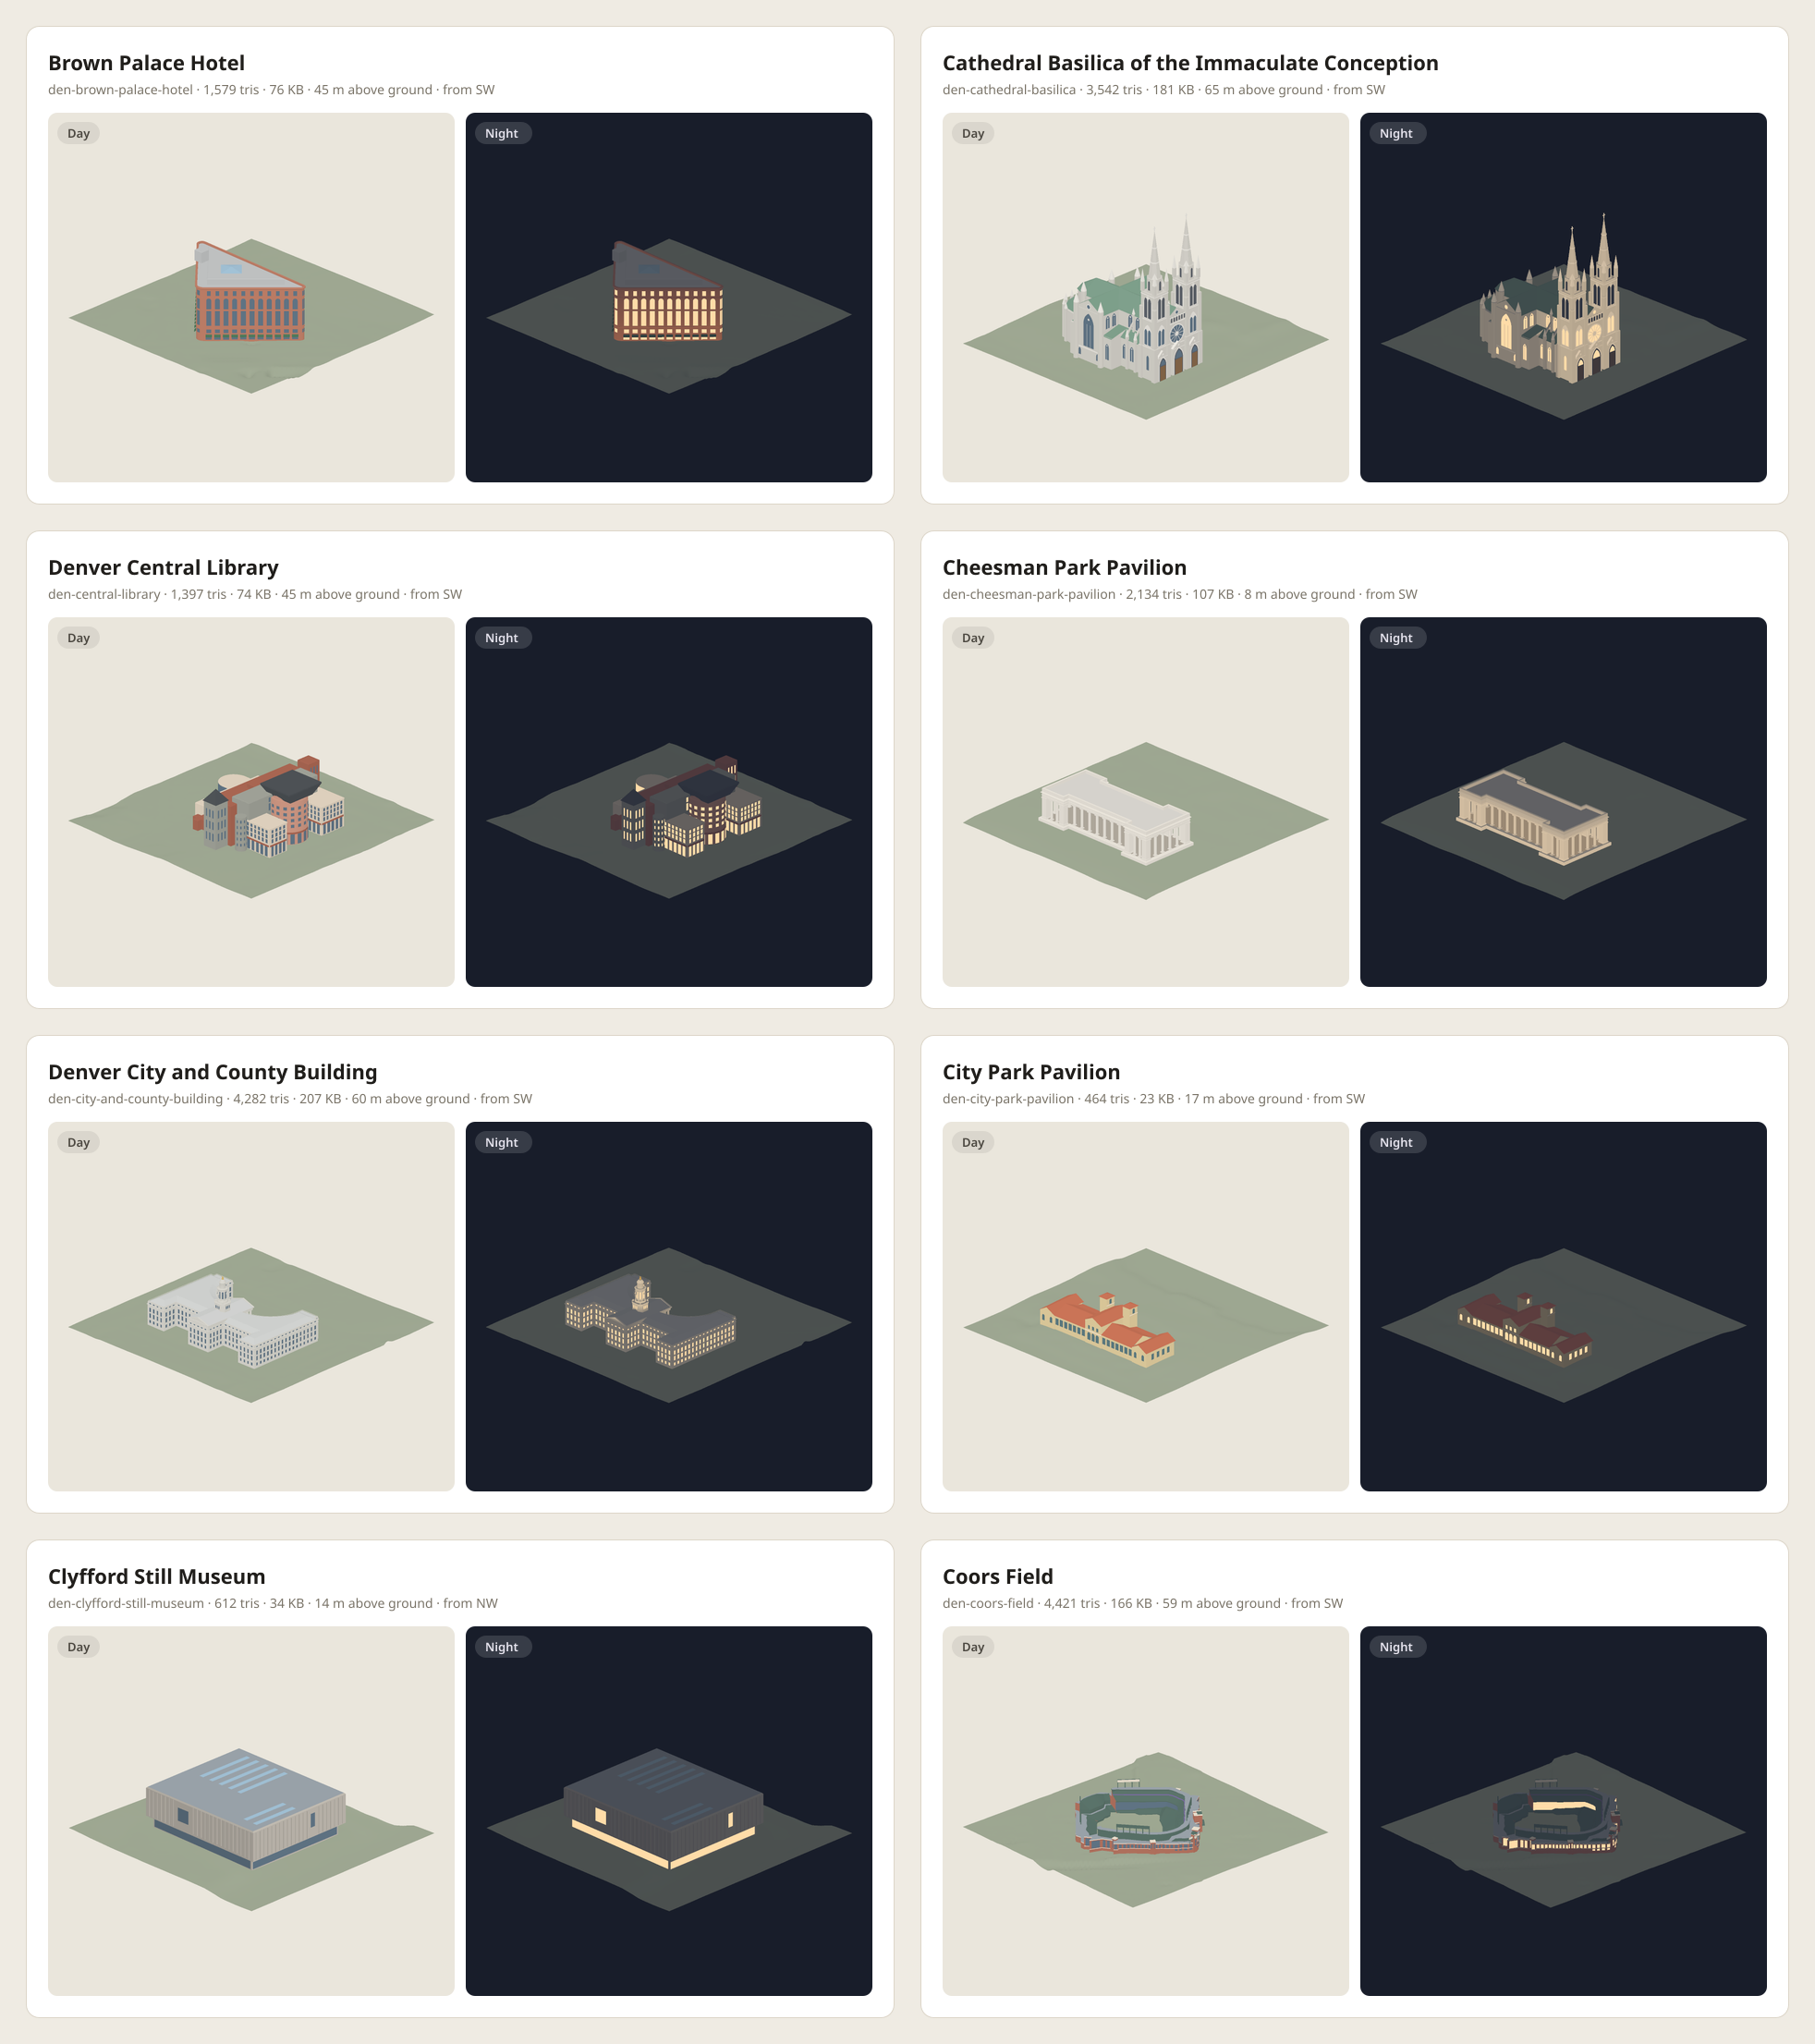 Brown Palace Hotel
den-brown-palace-hotel · 1,579 tris · 76 KB · 45 m above ground · from SW
Day
Night
Cathedral Basilica of the Immaculate Conception
den-cathedral-basilica · 3,542 tris · 181 KB · 65 m above ground · from SW
Day
Night
Denver Central Library
den-central-library · 1,397 tris · 74 KB · 45 m above ground · from SW
Day
Night
Cheesman Park Pavilion
den-cheesman-park-pavilion · 2,134 tris · 107 KB · 8 m above ground · from SW
Day
Night
Denver City and County Building
den-city-and-county-building · 4,282 tris · 207 KB · 60 m above ground · from SW
Day
Night
City Park Pavilion
den-city-park-pavilion · 464 tris · 23 KB · 17 m above ground · from SW
Day
Night
Clyfford Still Museum
den-clyfford-still-museum · 612 tris · 34 KB · 14 m above ground · from NW
Day
Night
Coors Field
den-coors-field · 4,421 tris · 166 KB · 59 m above ground · from SW
Day
Night